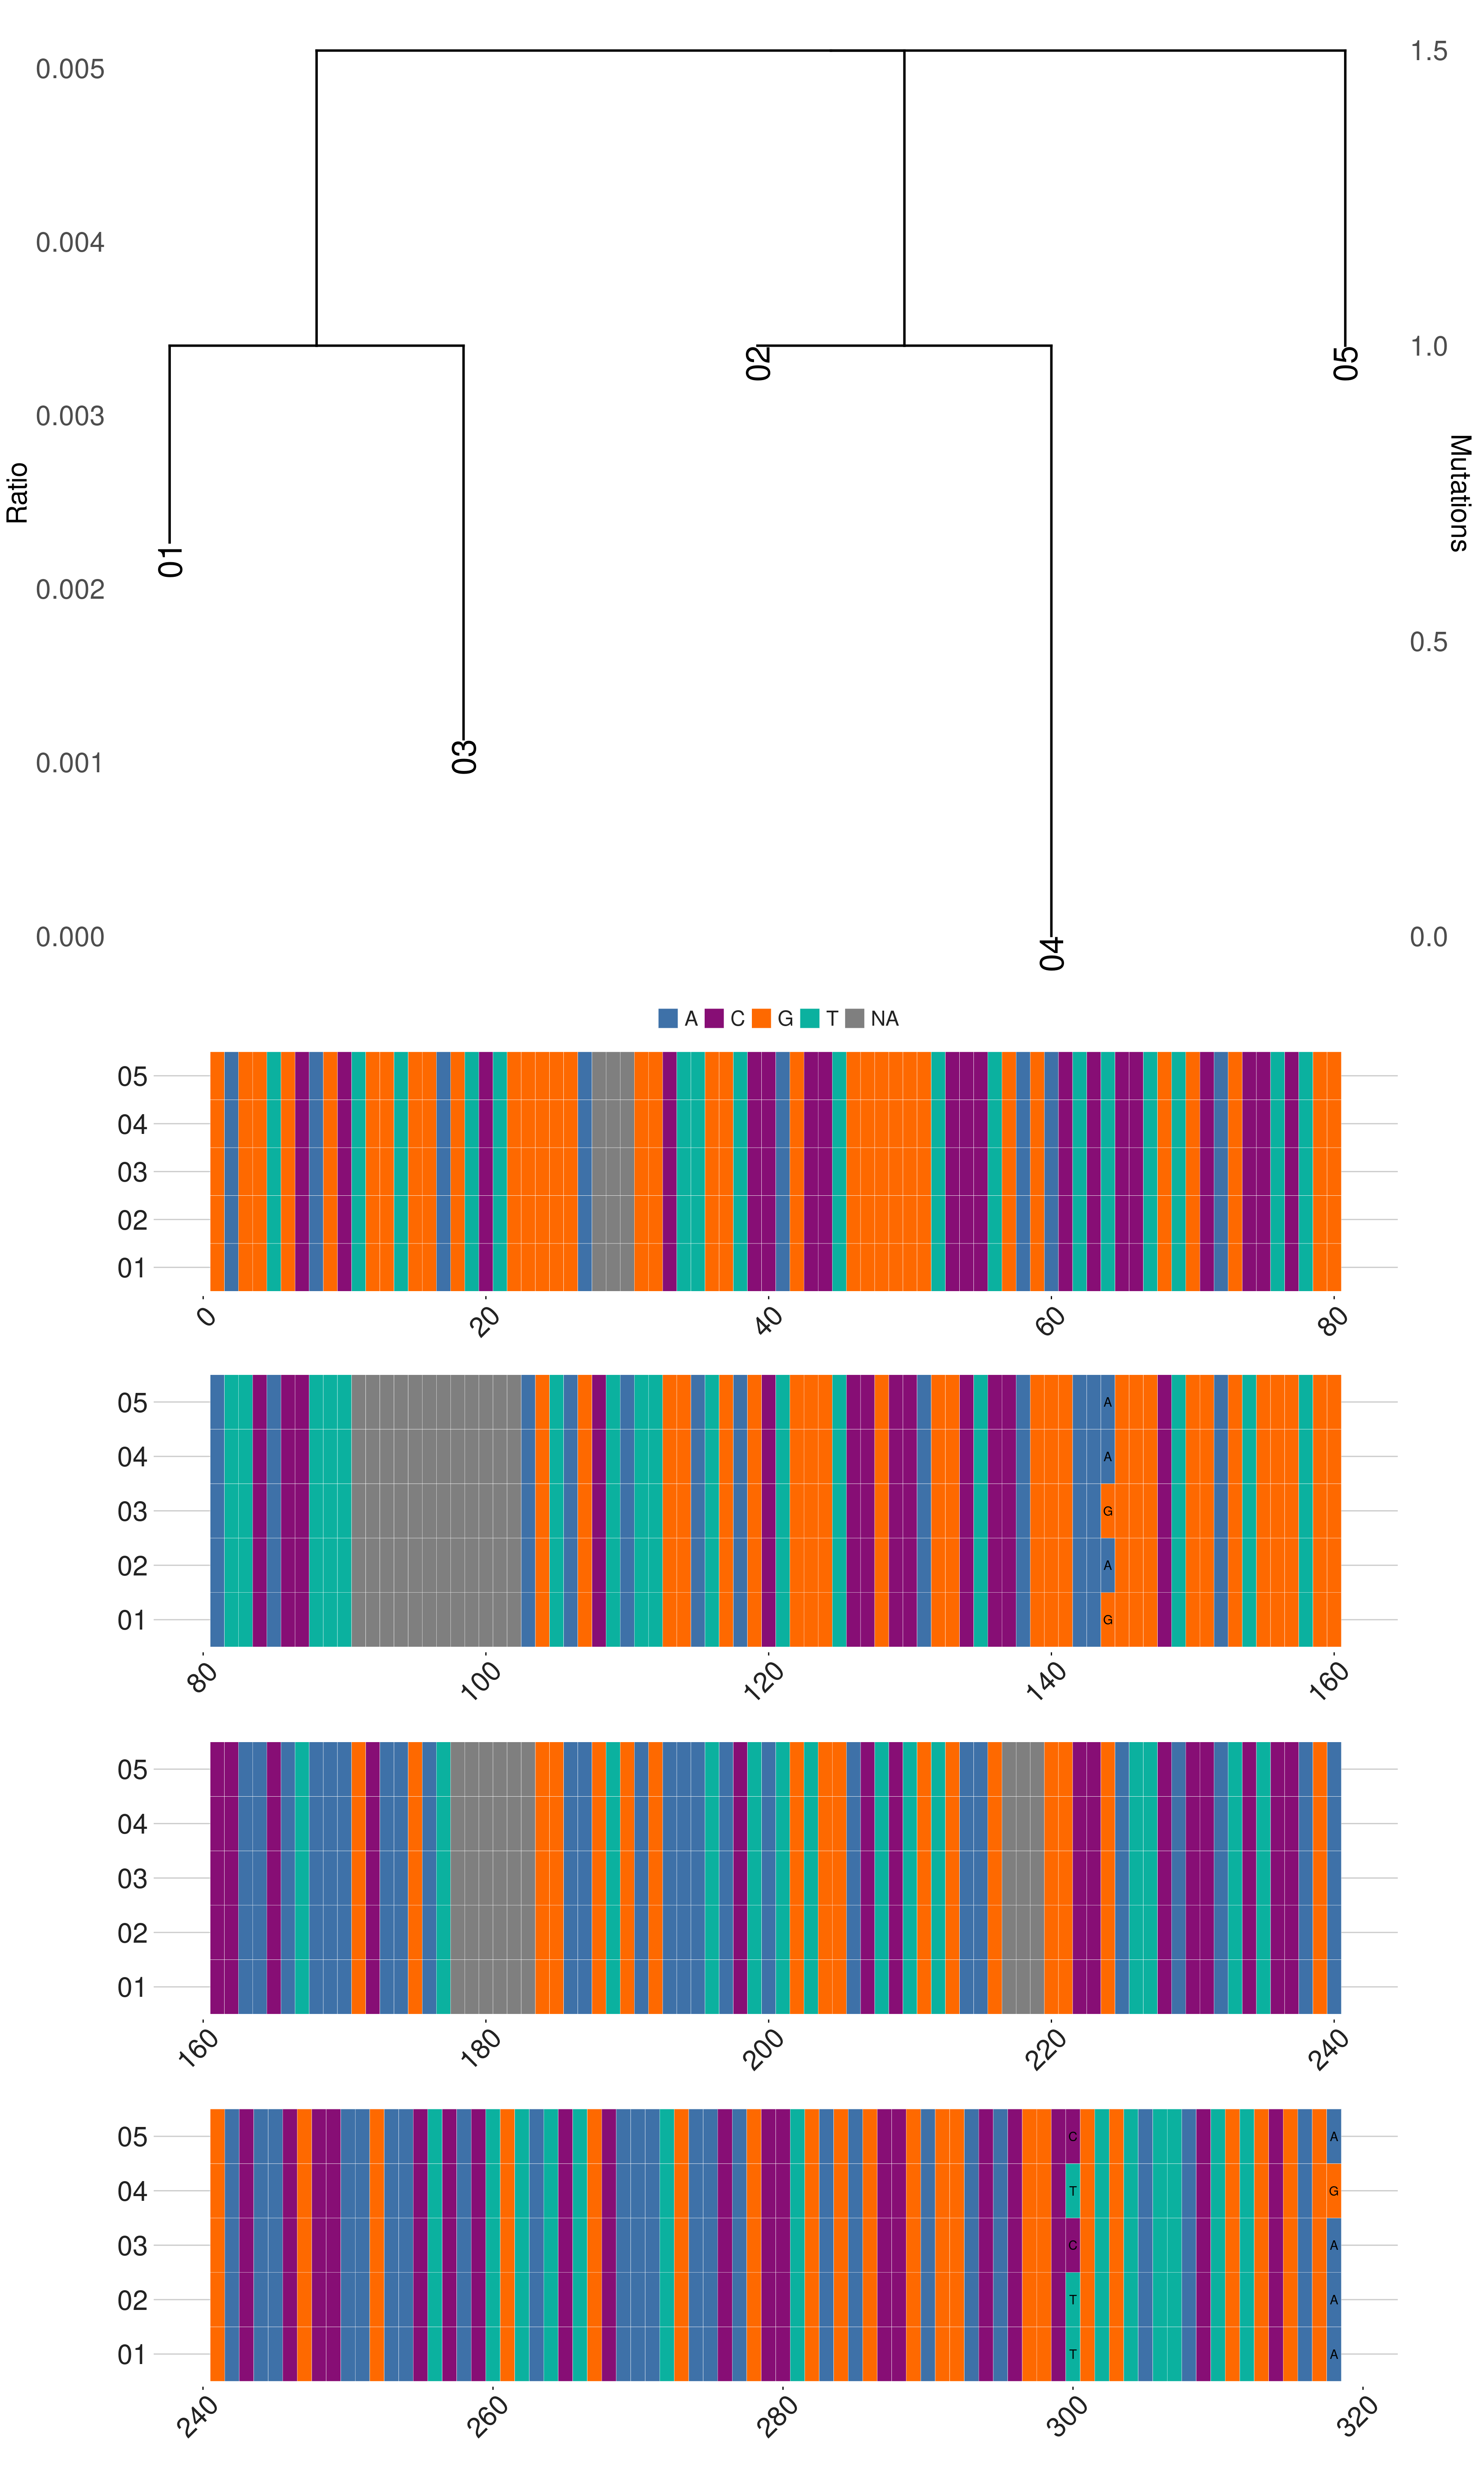 0.005
0.004
0.003
0.002
0.001
0.000
Ratio
1.5
1.0
0.5
0.0
Mutations
01
03
02
04
05
A C G T NA
05
04
03
02
01
0 20 40 60 80
05 A
04 A
03 G
02 A
01 G
80 100 120 140 160
05
04
03
02
01
160 180 200 220 240
05 C A
04 T G
03 C A
02 T A
01 T A
240 260 280 300 320